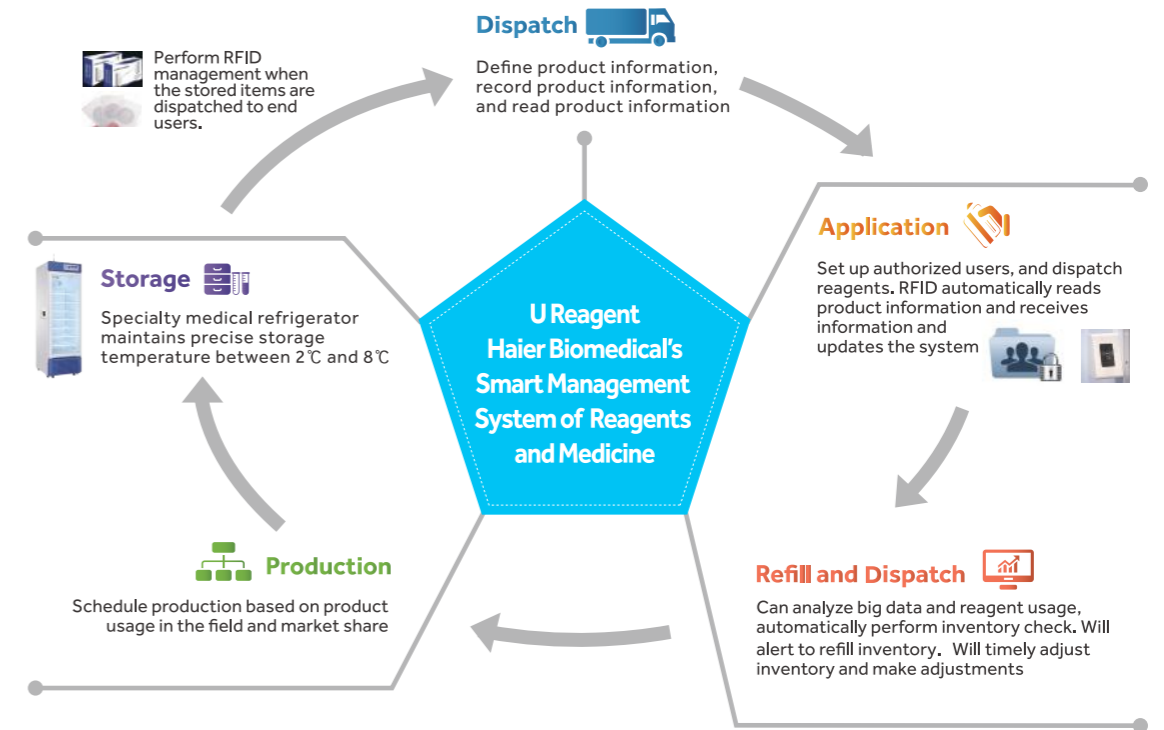 Dispatch
Define product information,
record product information,
and read product information
Perform RFID
management when
the stored items are
dispatched to end
users.
Application
Set up authorized users, and dispatch
reagents. RFID automatically reads
product information and receives
information and
updates the system
Storage
Specialty medical refrigerator
maintains precise storage
temperature between 2℃ and 8℃
U Reagent
Haier Biomedical's
Smart Management
System of Reagents
and Medicine
Production
Schedule production based on product
usage in the field and market share
Refill and Dispatch
Can analyze big data and reagent usage,
automatically perform inventory check. Will
alert to refill inventory. Will timely adjust
inventory and make adjustments